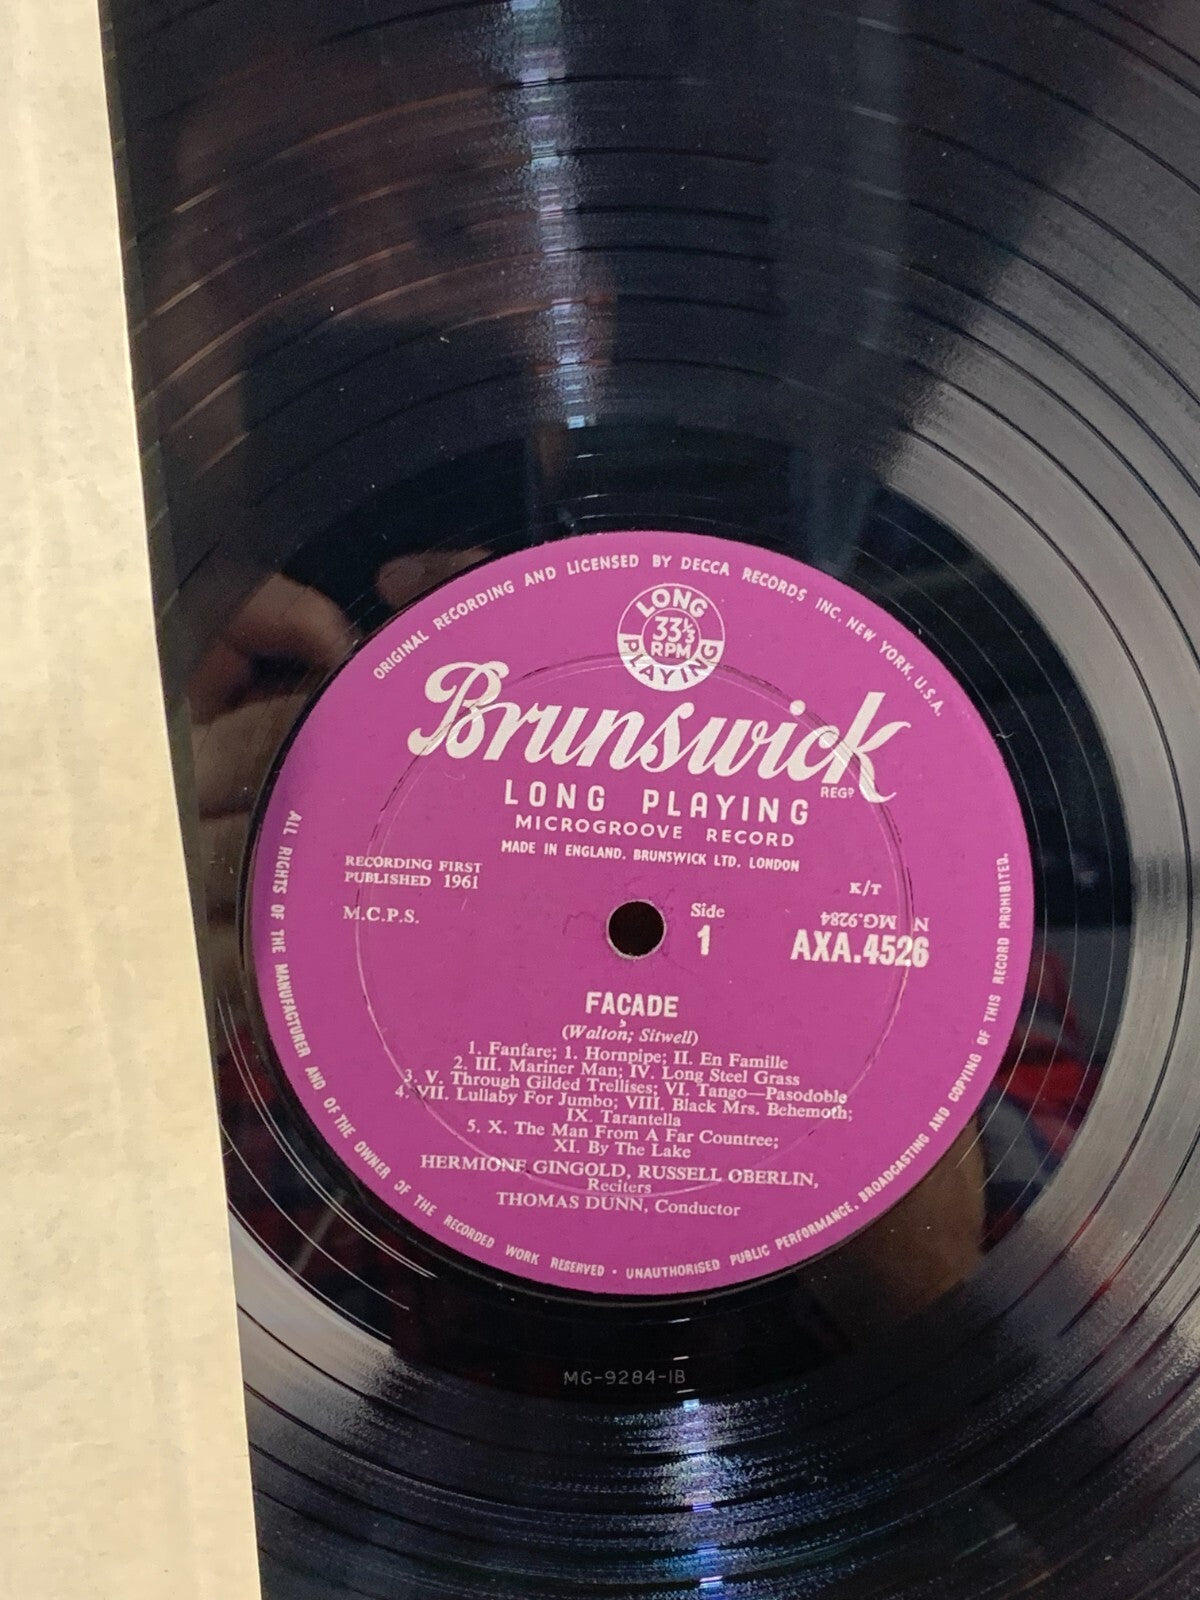 ORIGINAL RECORDING AND LICENSED BY DECCA RECORDS INC. NEW YORK, U.S.A.
LONG
33⅓
RPM
PLAYING
Brunswick
REGD
LONG PLAYING
MICROGROOVE RECORD
MADE IN ENGLAND. BRUNSWICK LTD. LONDON
RECORDING FIRST
PUBLISHED 1961
K/T
M.C.P.S.
Side
1
N MG.9284
AXA.4526
FACADE
(Walton; Sitwell)
1. Fanfare; 1. Hornpipe; II. En Famille
2. III. Mariner Man; IV. Long Steel Grass
3. V. Through Gilded Trellises; VI. Tango—Pasodoble
4. VII. Lullaby For Jumbo; VIII. Black Mrs. Behemoth;
IX. Tarantella
5. X. The Man From A Far Countree;
XI. By The Lake
HERMIONE GINGOLD, RUSSELL OBERLIN,
Reciters
THOMAS DUNN, Conductor
ALL RIGHTS OF THE MANUFACTURER AND OF THE OWNER OF THE RECORDED WORK RESERVED · UNAUTHORISED PUBLIC PERFORMANCE, BROADCASTING AND COPYING OF THIS RECORD PROHIBITED.
MG-9284-1B